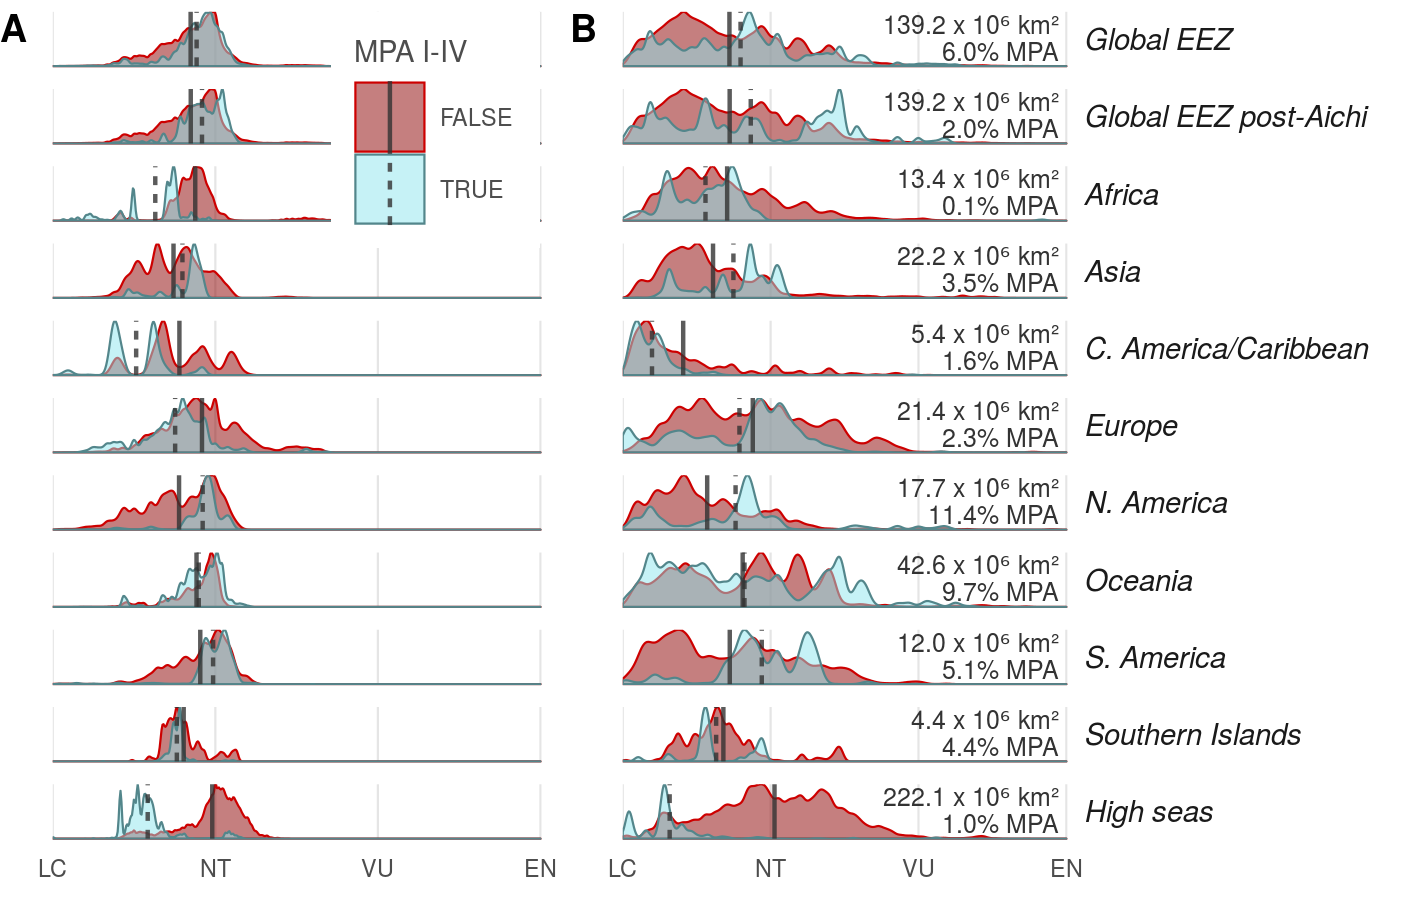 A
B
MPA I-IV
FALSE
TRUE
139.2 x 10⁶ km²
6.0% MPA
Global EEZ
139.2 x 10⁶ km²
2.0% MPA
Global EEZ post-Aichi
13.4 x 10⁶ km²
0.1% MPA
Africa
22.2 x 10⁶ km²
3.5% MPA
Asia
5.4 x 10⁶ km²
1.6% MPA
C. America/Caribbean
21.4 x 10⁶ km²
2.3% MPA
Europe
17.7 x 10⁶ km²
11.4% MPA
N. America
42.6 x 10⁶ km²
9.7% MPA
Oceania
12.0 x 10⁶ km²
5.1% MPA
S. America
4.4 x 10⁶ km²
4.4% MPA
Southern Islands
222.1 x 10⁶ km²
1.0% MPA
High seas
LC NT VU EN
LC NT VU EN